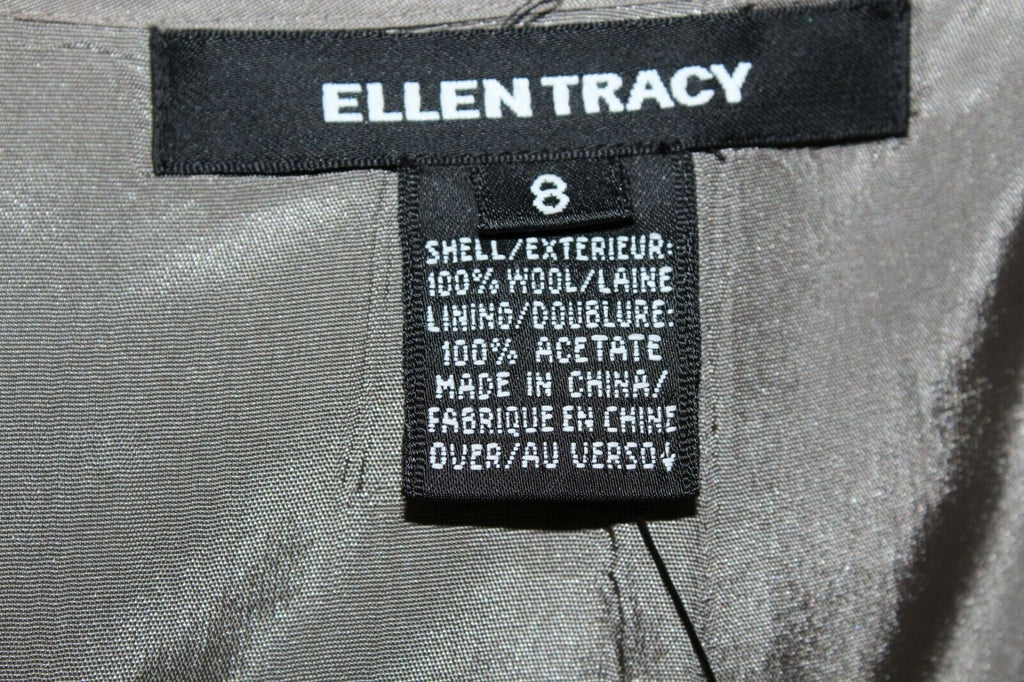 ELLEN TRACY
8
SHELL/EXTERIEUR:
100% WOOL/LAINE
LINING/DOUBLURE:
100% ACETATE
MADE IN CHINA/
FABRIQUE EN CHINE
OVER/AU VERSO↓